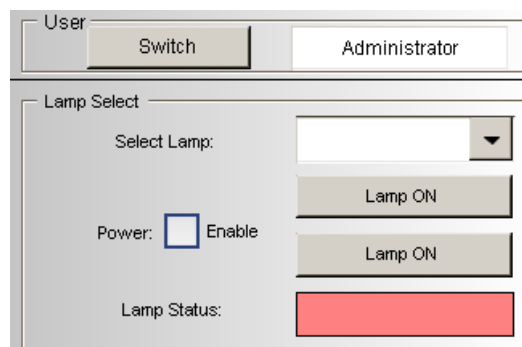 User
Switch Administrator
Lamp Select
Select Lamp:
Lamp ON
Power: Enable
Lamp ON
Lamp Status: